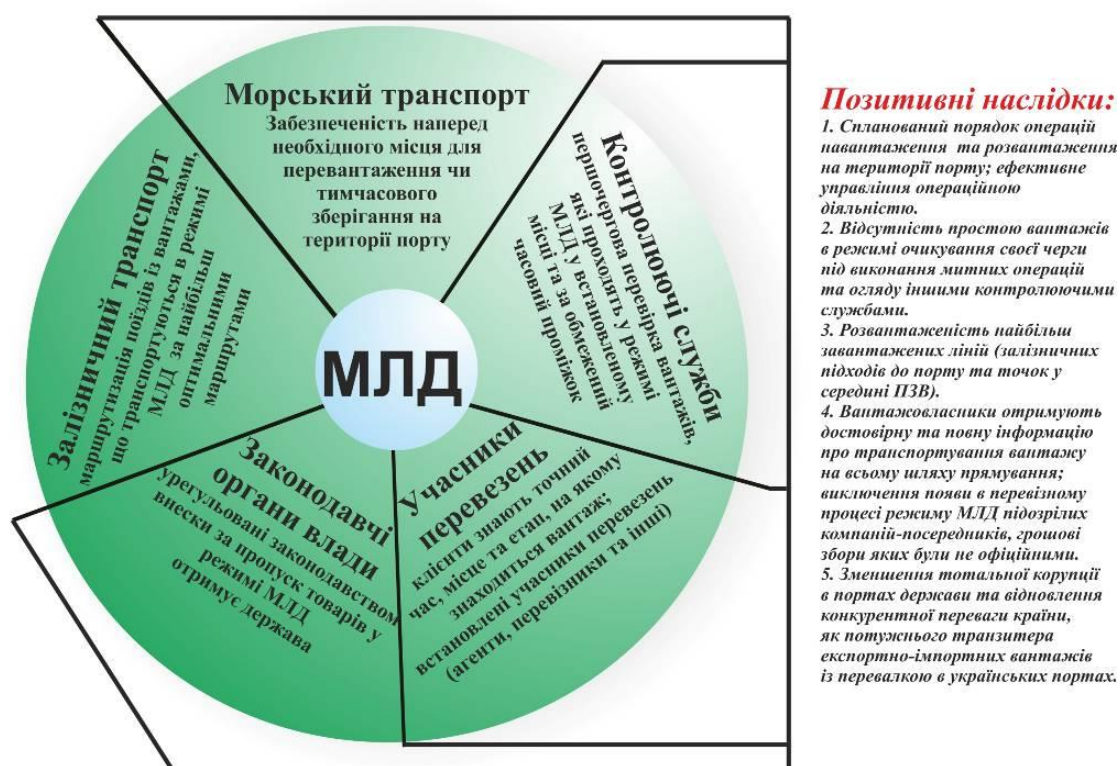 Морський транспорт
Забезпеченість наперед
необхідного місця для
перевантаження чи
тимчасового
зберігання на
території порту
Контролюючі служби
першочергова перевірка вантажів,
які проходять у режимі
МЛД у встановленому
місці та за обмежений
часовий проміжок
Учасники
перевезень
клієнти знають точний
час, місце та етап, на якому
знаходиться вантаж;
встановлені учасники перевезень
(агенти, перевізники та інші)
Законодавчі
органи влади
урегульовані законодавством
внески за пропуск товарів у
режимі МЛД
отримує держава
Залізничний транспорт
маршрутизація поїздів із вантажами,
що транспортуються в режимі
МЛД за найбільш
оптимальними
маршрутами
МЛД
Позитивні наслідки:
1. Спланований порядок операцій
навантаження та розвантаження
на території порту; ефективне
управління операційною
діяльністю.
2. Відсутність простою вантажів
в режимі очикування своєї черги
під виконання митних операцій
та огляду іншими контролюючими
службами.
3. Розвантаженість найбільш
завантажених ліній (залізничних
підходів до порту та точок у
середині ПЗВ).
4. Вантажовласники отримують
достовірну та повну інформацію
про транспортування вантажу
на всьому шляху прямування;
виключення появи в перевізному
процесі режиму МЛД підозрілих
компаній-посередників, грошові
збори яких були не офіційними.
5. Зменшення тотальної корупції
в портах держави та відновлення
конкурентної переваги країни,
як потужнього транзитера
експортно-імпортних вантажів
із перевалкою в українських портах.